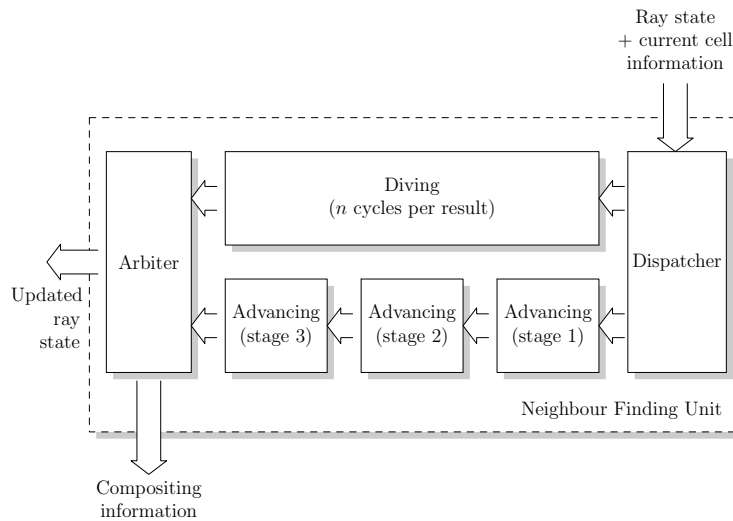 Ray state
+ current cell
information
Diving
(n cycles per result)
Arbiter
Dispatcher
Updated
ray
state
Advancing
(stage 3)
Advancing
(stage 2)
Advancing
(stage 1)
Neighbour Finding Unit
Compositing
information